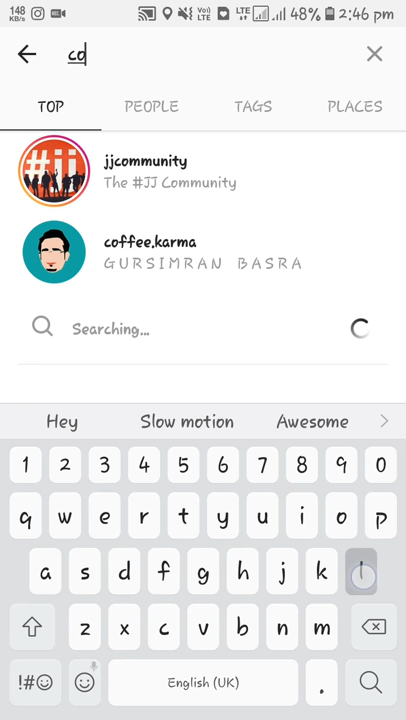 148
KB/s
VoJ
LTE
LTE
48%
2:46 pm
co
TOP
PEOPLE
TAGS
PLACES
#jj
jjcommunity
The #JJ Community
coffee.karma
GURSIMRAN BASRA
Searching...
Hey
Slow motion
Awesome
1 2 3 4 5 6 7 8 9 0
q w e r t y u i o p
a s d f g h j k l
z x c v b n m
!#☺
English (UK)
.